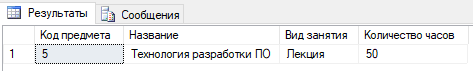 Результаты Сообщения
Код предмета Название Вид занятия Количество часов
1 5 Технология разработки ПО Лекция 50